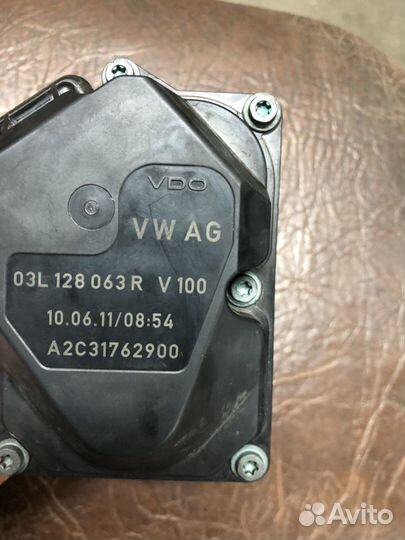 VDO
VW AG
03L 128 063 R V 100
10.06.11/08:54
A2C31762900
Avito